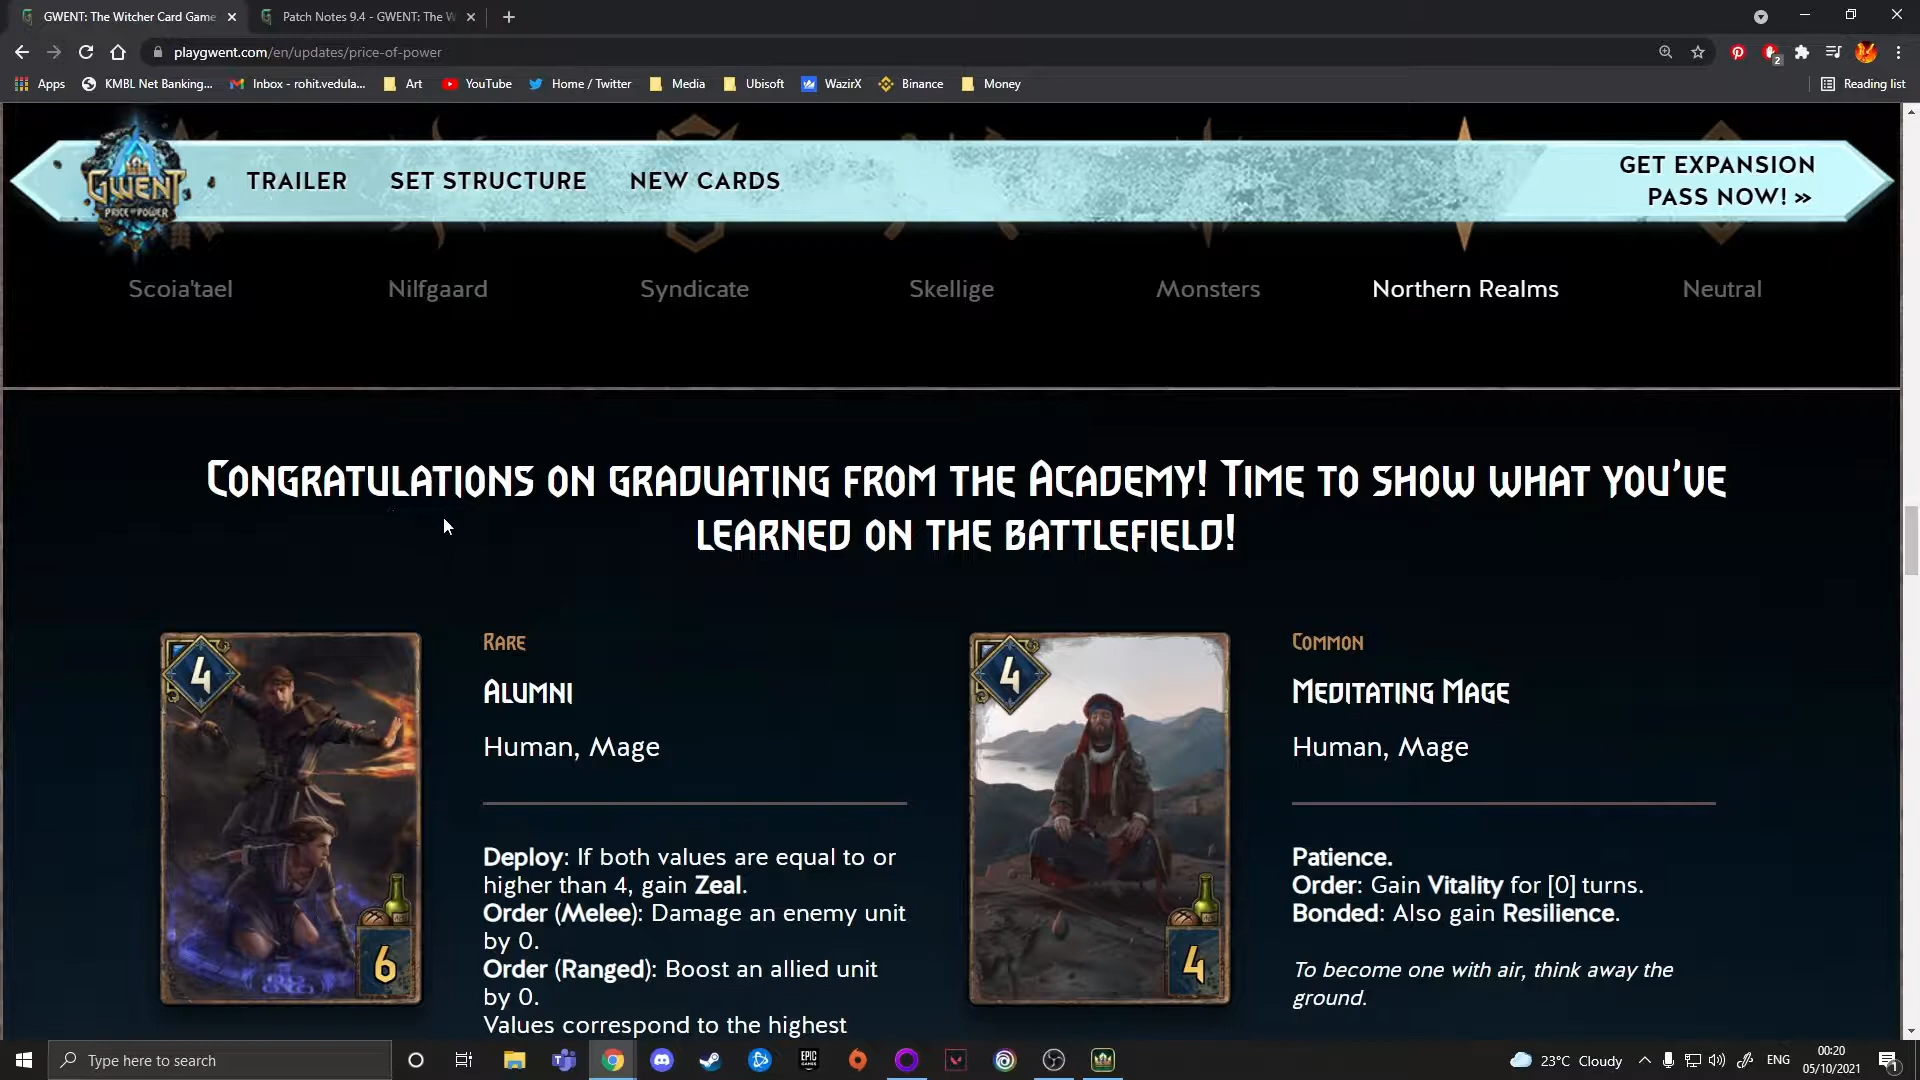 GWENT: The Witcher Card Game
Patch Notes 9.4 - GWENT: The W
playgwent.com/en/updates/price-of-power
2
Apps
KMBL Net Banking...
Inbox - rohit.vedula...
Art
YouTube
Home / Twitter
Media
Ubisoft
WazirX
Binance
Money
Reading list
GWENT
PRICE OF POWER
TRAILER
SET STRUCTURE
NEW CARDS
GET EXPANSION
PASS NOW! »
Scoia'tael
Nilfgaard
Syndicate
Skellige
Monsters
Northern Realms
Neutral
Congratulations on graduating from the Academy! Time to show what you've
learned on the battlefield!
4
6
Rare
Alumni
Human, Mage
Deploy: If both values are equal to or
higher than 4, gain Zeal.
Order (Melee): Damage an enemy unit
by 0.
Order (Ranged): Boost an allied unit
by 0.
Values correspond to the highest
4
4
Common
Meditating Mage
Human, Mage
Patience.
Order: Gain Vitality for [0] turns.
Bonded: Also gain Resilience.
To become one with air, think away the
ground.
Type here to search
EPIC
GAMES
23°C Cloudy
ENG
00:20
05/10/2021
1